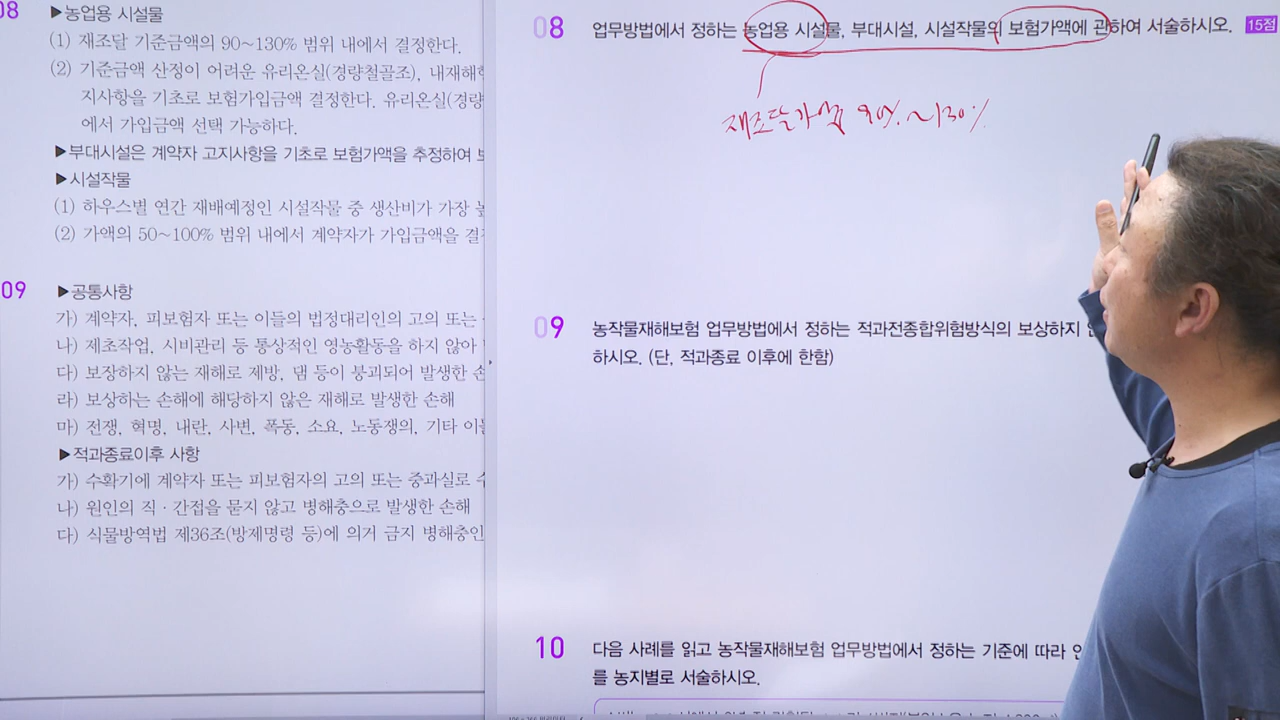 08
▶농업용 시설물
(1) 재조달 기준금액의 90~130% 범위 내에서 결정한다.
(2) 기준금액 산정이 어려운 유리온실(경량철골조), 내재해
지사항을 기초로 보험가입금액 결정한다. 유리온실(경량
에서 가입금액 선택 가능하다.
▶부대시설은 계약자 고지사항을 기초로 보험가액을 추정하여
▶시설작물
(1) 하우스별 연간 재배예정인 시설작물 중 생산비가 가장
(2) 가액의 50~100% 범위 내에서 계약자가 가입금액을
09
▶공통사항
가) 계약자, 피보험자 또는 이들의 법정대리인의 고의 또는
나) 제초작업, 시비관리 등 통상적인 영농활동을 하지 않아
다) 보장하지 않는 재해로 제방, 댐 등이 붕괴되어 발생한
라) 보상하는 손해에 해당하지 않은 재해로 발생한 손해
마) 전쟁, 혁명, 내란, 사변, 폭동, 소요, 노동쟁의, 기타
▶적과종료이후 사항
가) 수확기에 계약자 또는 피보험자의 고의 또는 중과실로
나) 원인의 직·간접을 묻지 않고 병해충으로 발생한 손해
다) 식물방역법 제36조(방제명령 등)에 의거 금지 병해충인
08 업무방법에서 정하는 농업용 시설물, 부대시설, 시설작물의 보험가액에 관하여 서술하시오. 15점
재조달가액 90%~130%
09 농작물재해보험 업무방법에서 정하는 적과전종합위험방식의 보상하지
하시오. (단, 적과종료 이후에 한함)
10 다음 사례를 읽고 농작물재해보험 업무방법에서 정하는 기준에 따라
를 농지별로 서술하시오.